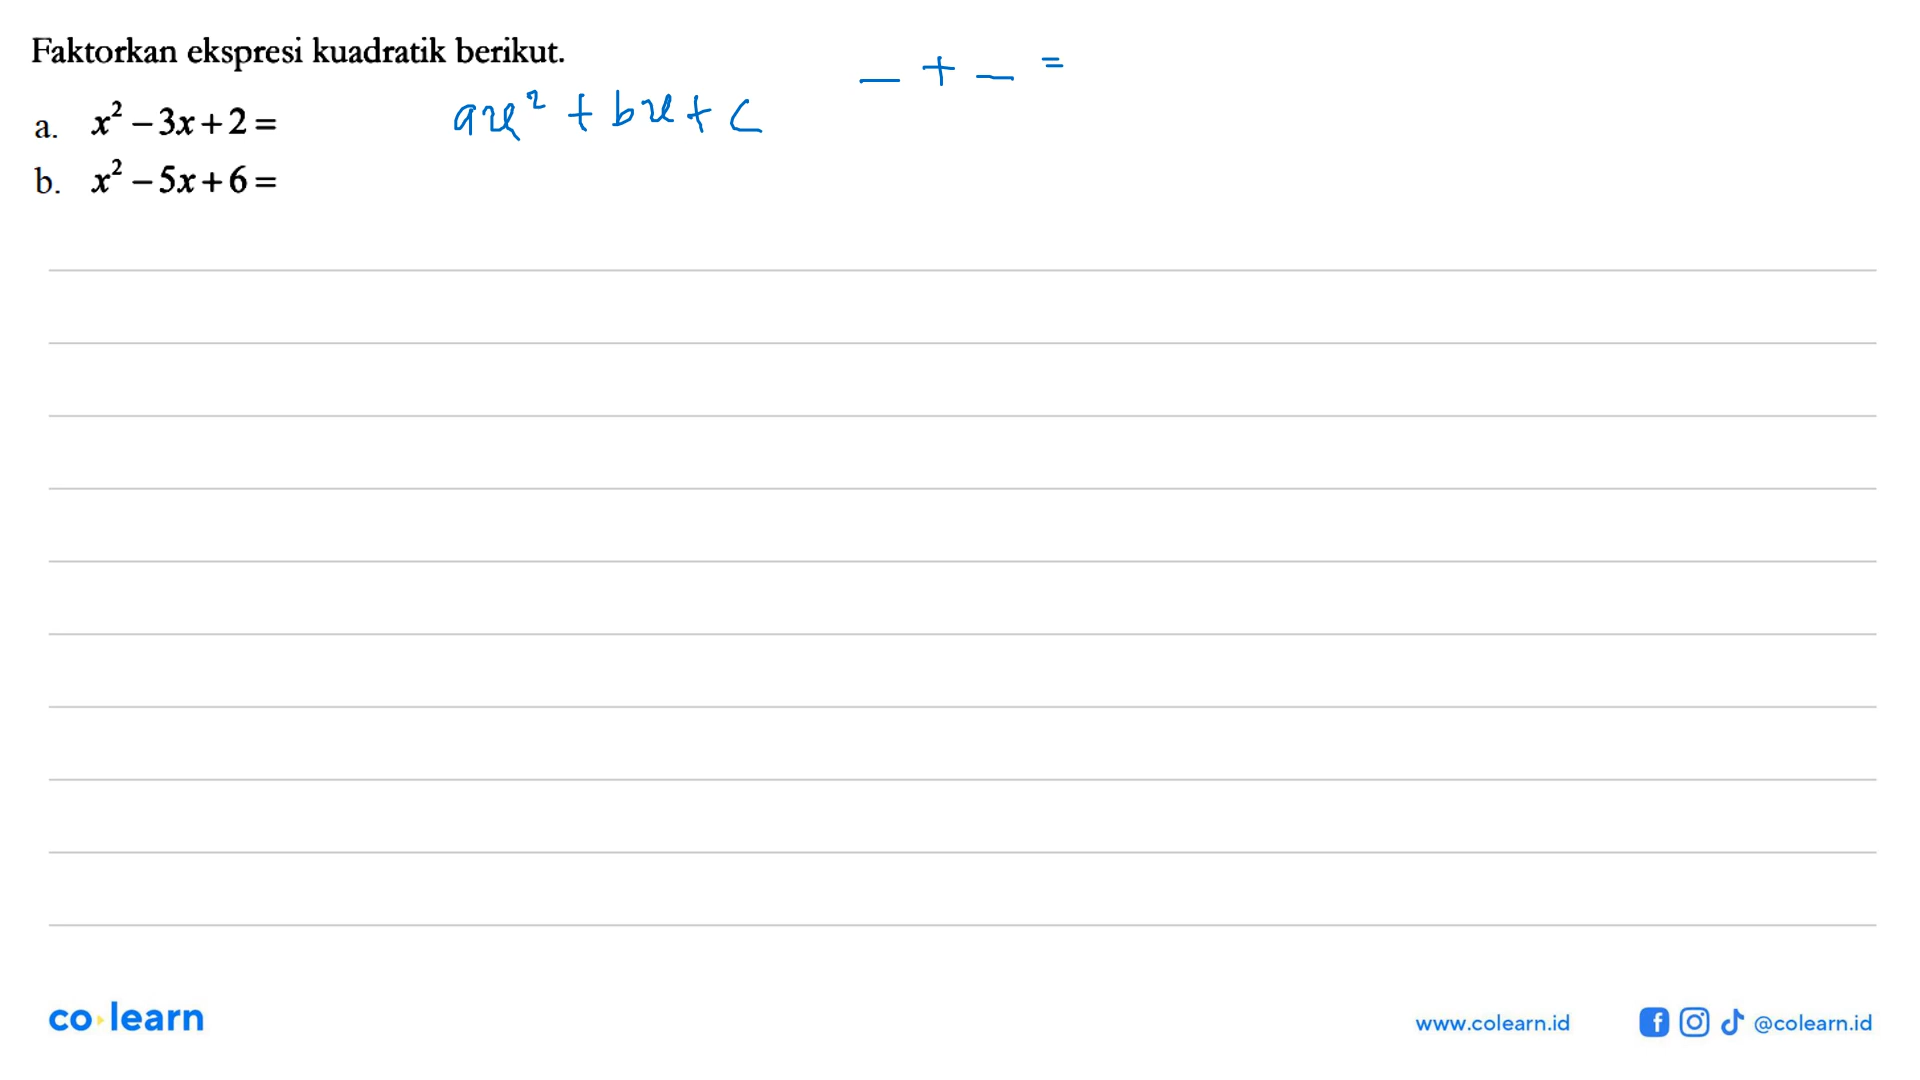 Faktorkan ekspresi kuadratik berikut.
_ + _ =
a. x² – 3x + 2 =
ax² + bx + c
b. x² – 5x + 6 =
co learn
www.colearn.id
@colearn.id